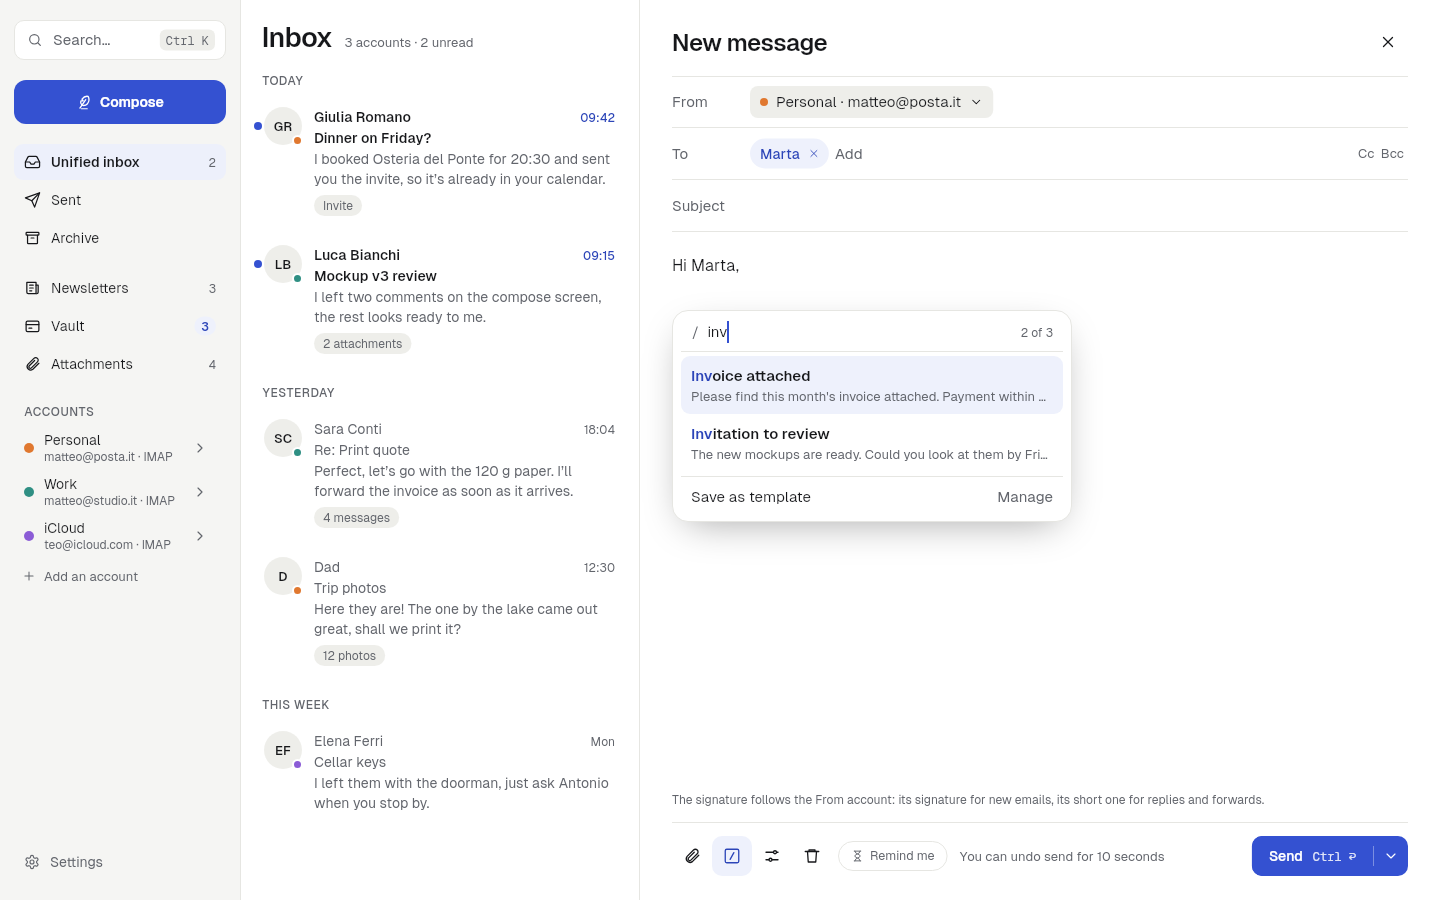 Search...
Ctrl K
Compose
Unified inbox 2
Sent
Archive
Newsletters 3
Vault 3
Attachments 4
ACCOUNTS
Personal
matteo@posta.it · IMAP
Work
matteo@studio.it · IMAP
iCloud
teo@icloud.com · IMAP
Add an account
Settings
Inbox 3 accounts · 2 unread
TODAY
GR
Giulia Romano 09:42
Dinner on Friday?
I booked Osteria del Ponte for 20:30 and sent
you the invite, so it’s already in your calendar.
Invite
LB
Luca Bianchi 09:15
Mockup v3 review
I left two comments on the compose screen,
the rest looks ready to me.
2 attachments
YESTERDAY
SC
Sara Conti 18:04
Re: Print quote
Perfect, let’s go with the 120 g paper. I’ll
forward the invoice as soon as it arrives.
4 messages
D
Dad 12:30
Trip photos
Here they are! The one by the lake came out
great, shall we print it?
12 photos
THIS WEEK
EF
Elena Ferri Mon
Cellar keys
I left them with the doorman, just ask Antonio
when you stop by.
New message
From Personal · matteo@posta.it
To Marta × Add Cc Bcc
Subject
Hi Marta,
/ inv 2 of 3
Invoice attached
Please find this month's invoice attached. Payment within ...
Invitation to review
The new mockups are ready. Could you look at them by Fri...
Save as template Manage
The signature follows the From account: its signature for new emails, its short one for replies and forwards.
Remind me
You can undo send for 10 seconds
Send Ctrl